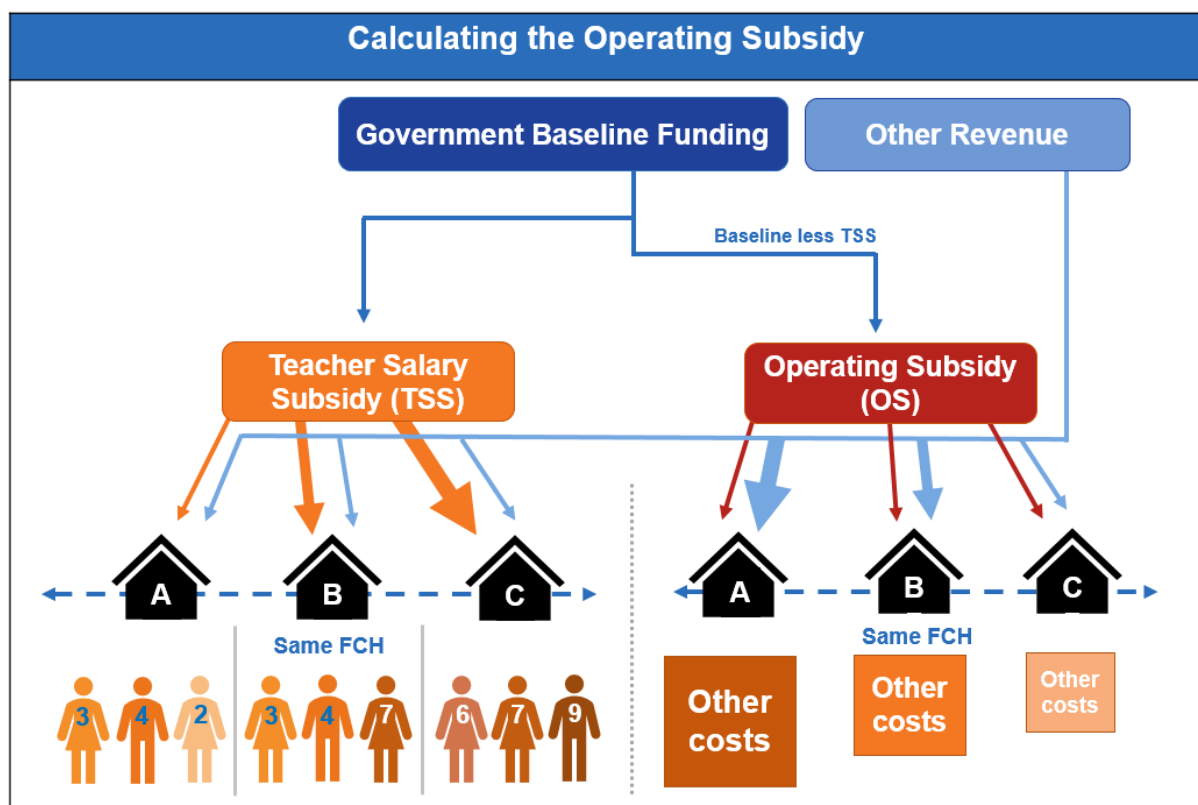 Calculating the Operating Subsidy
Government Baseline Funding
Other Revenue
Baseline less TSS
Teacher Salary
Subsidy (TSS)
Operating Subsidy
(OS)
A
B
C
A
B
C
Same FCH
Same FCH
3
4
2
3
4
7
6
7
9
Other
costs
Other
costs
Other
costs